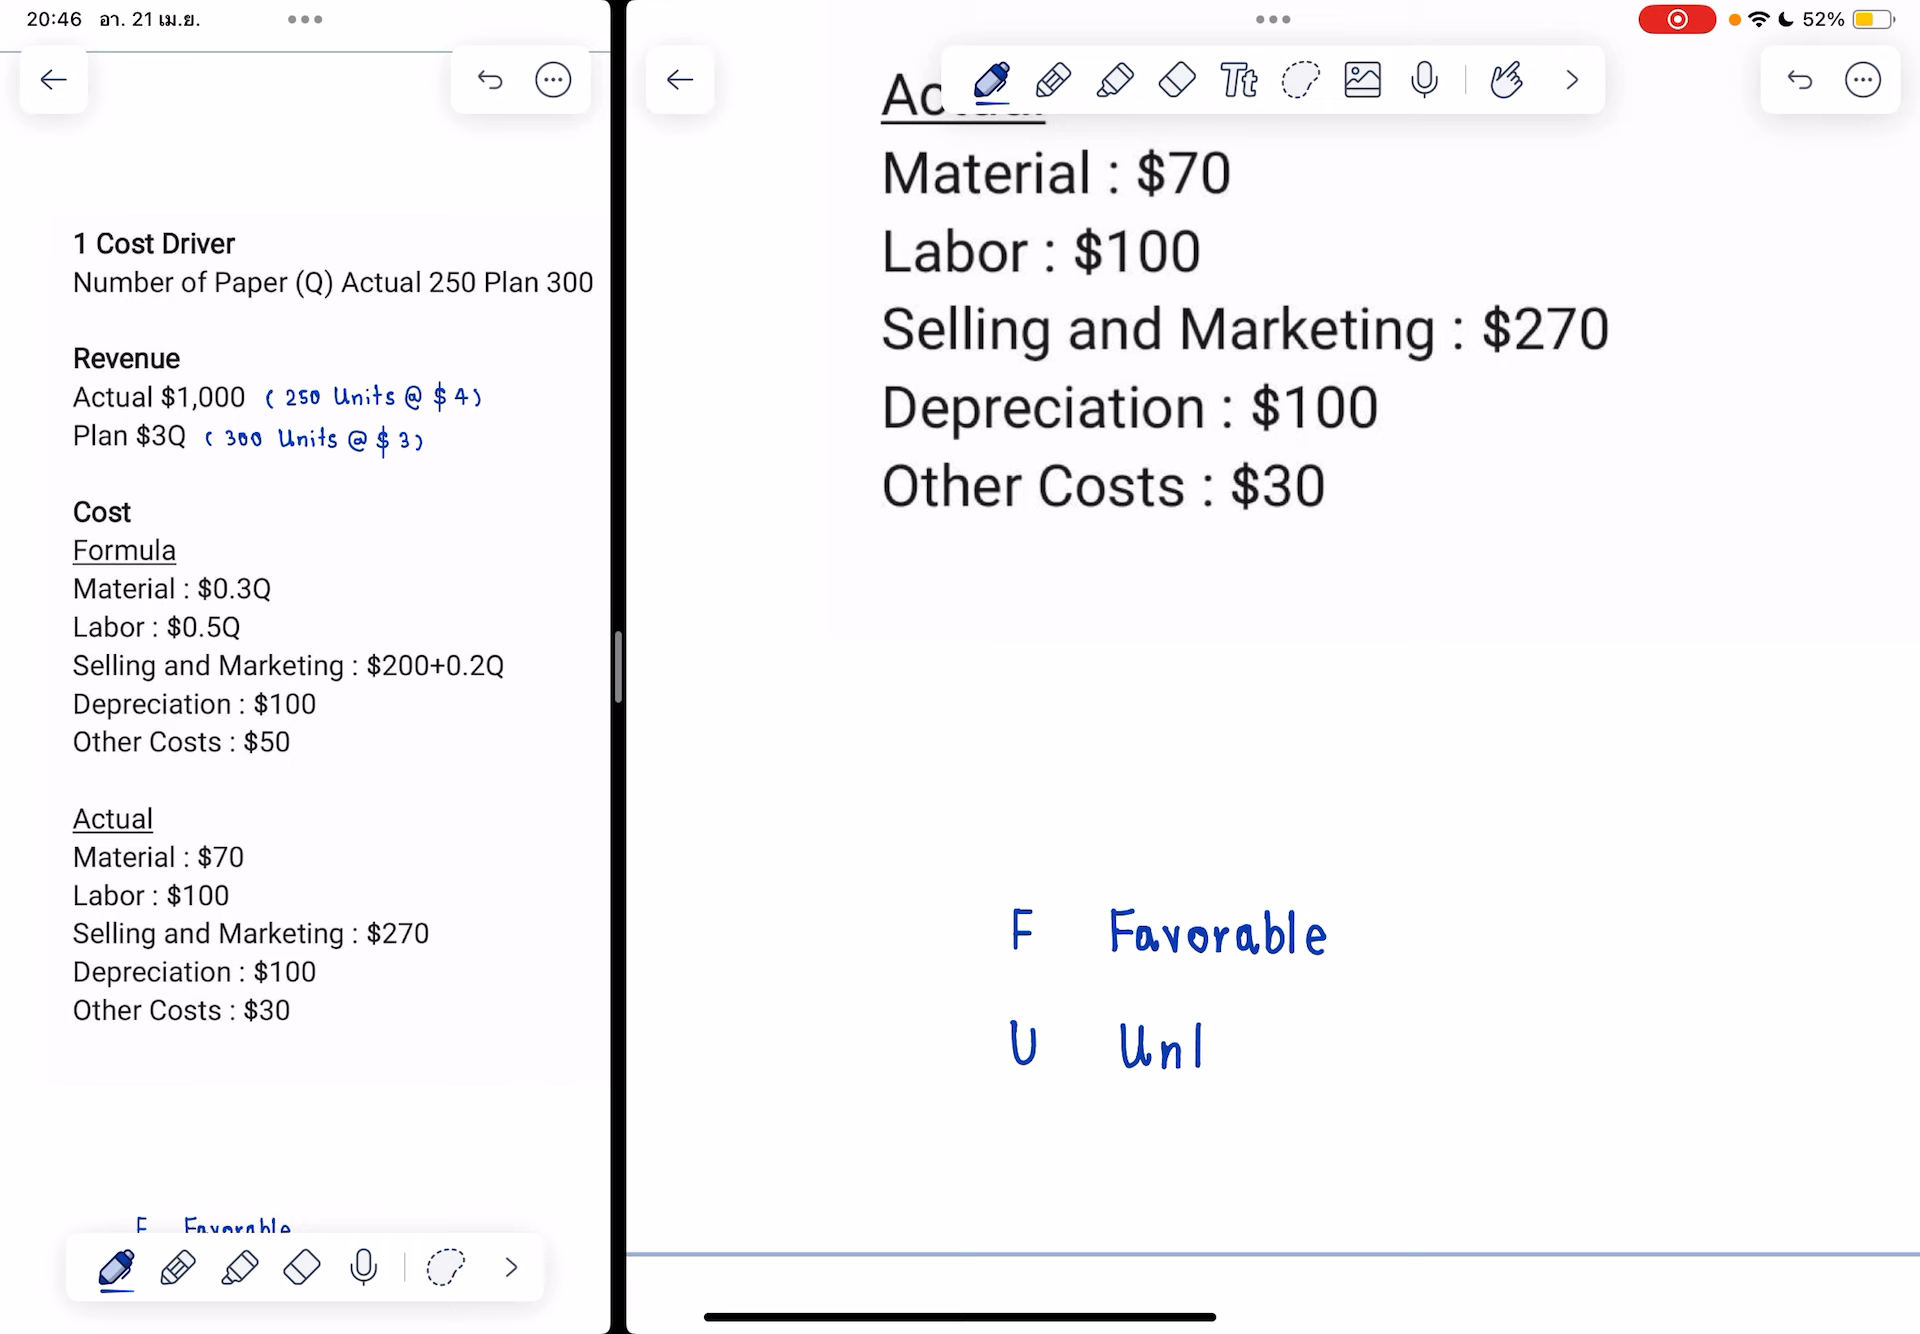 20:46 อา. 21 เม.ย.
52%
1 Cost Driver
Number of Paper (Q) Actual 250 Plan 300
Revenue
Actual $1,000 ( 250 Units @ $ 4)
Plan $3Q ( 300 Units @ $ 3)
Cost
Formula
Material : $0.3Q
Labor : $0.5Q
Selling and Marketing : $200+0.2Q
Depreciation : $100
Other Costs : $50
Actual
Material : $70
Labor : $100
Selling and Marketing : $270
Depreciation : $100
Other Costs : $30
F Favorable
Tt
Actual
Material : $70
Labor : $100
Selling and Marketing : $270
Depreciation : $100
Other Costs : $30
F Favorable
U Unl